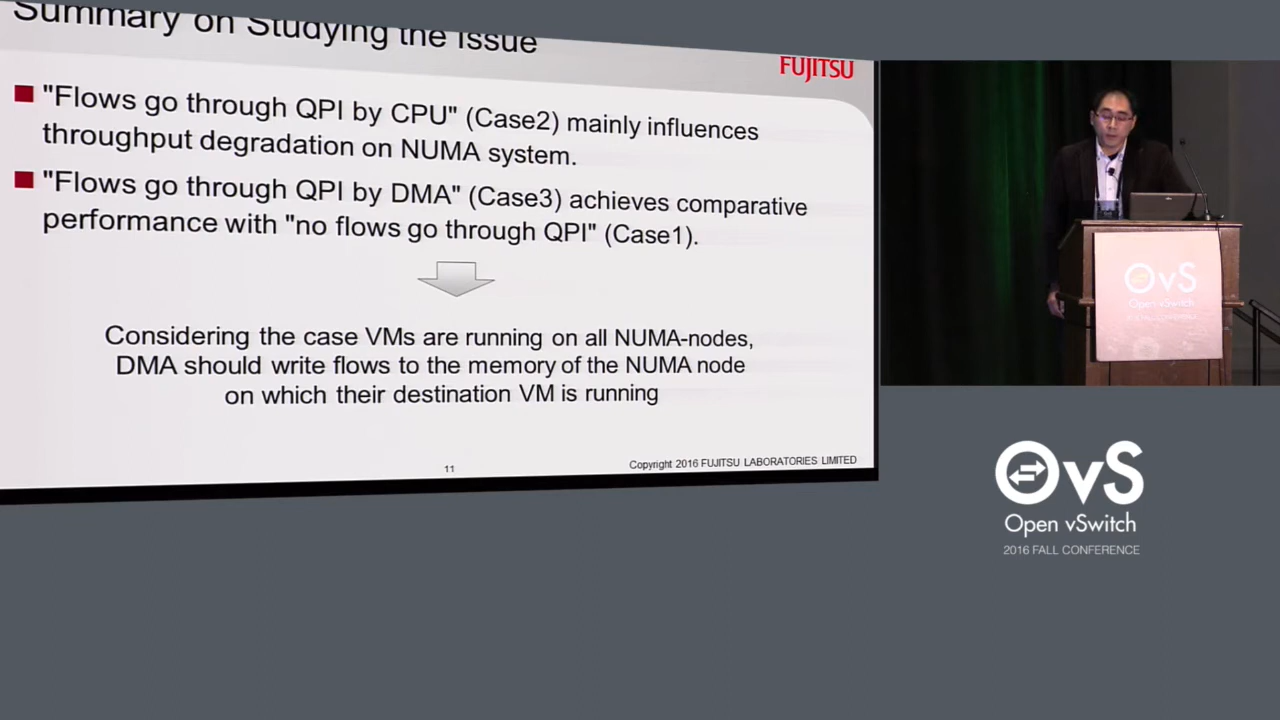 Summary on Studying the Issue
FUJITSU
"Flows go through QPI by CPU" (Case2) mainly influences
throughput degradation on NUMA system.
"Flows go through QPI by DMA" (Case3) achieves comparative
performance with "no flows go through QPI" (Case1).
Considering the case VMs are running on all NUMA-nodes,
DMA should write flows to the memory of the NUMA node
on which their destination VM is running
11
Copyright 2016 FUJITSU LABORATORIES LIMITED
OvS
Open vSwitch
OvS
Open vSwitch
2016 FALL CONFERENCE